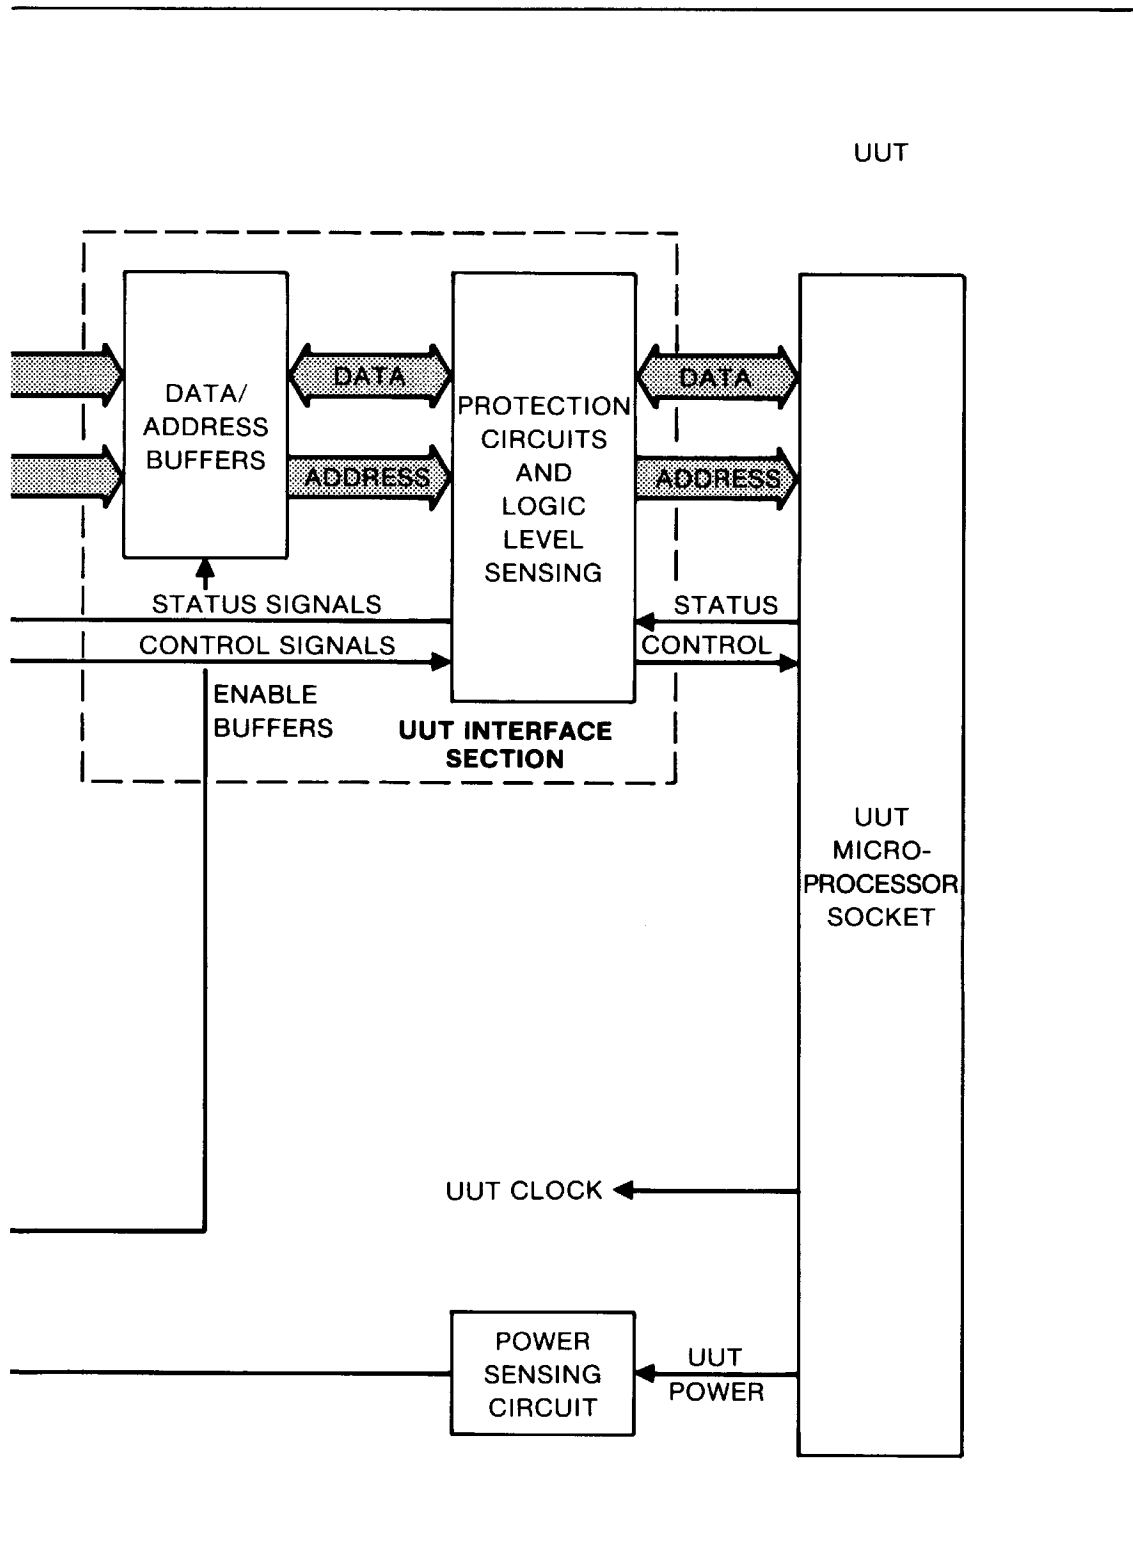 UUT
DATA/
ADDRESS
BUFFERS
DATA
ADDRESS
PROTECTION
CIRCUITS
AND
LOGIC
LEVEL
SENSING
DATA
ADDRESS
STATUS SIGNALS
CONTROL SIGNALS
STATUS
CONTROL
ENABLE
BUFFERS
UUT INTERFACE
SECTION
UUT
MICRO-
PROCESSOR
SOCKET
UUT CLOCK
POWER
SENSING
CIRCUIT
UUT
POWER